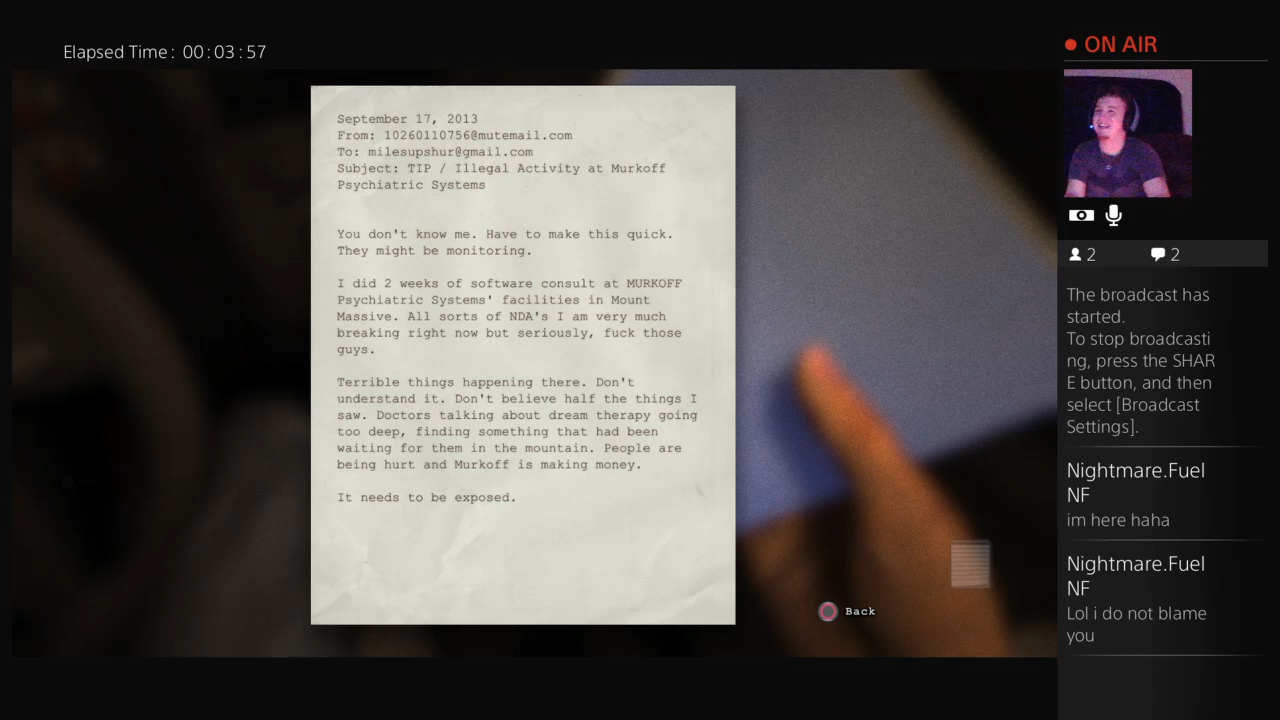 Elapsed Time: 00:03:57
September 17, 2013
From: 10260110756@mutemail.com
To: milesupshur@gmail.com
Subject: TIP / Illegal Activity at Murkoff
Psychiatric Systems
You don't know me. Have to make this quick.
They might be monitoring.
I did 2 weeks of software consult at MURKOFF
Psychiatric Systems' facilities in Mount
Massive. All sorts of NDA's I am very much
breaking right now but seriously, fuck those
guys.
Terrible things happening there. Don't
understand it. Don't believe half the things I
saw. Doctors talking about dream therapy going
too deep, finding something that had been
waiting for them in the mountain. People are
being hurt and Murkoff is making money.
It needs to be exposed.
Back
ON AIR
2
2
The broadcast has
started.
To stop broadcasti
ng, press the SHAR
E button, and then
select [Broadcast
Settings].
Nightmare.Fuel
NF
im here haha
Nightmare.Fuel
NF
Lol i do not blame
you